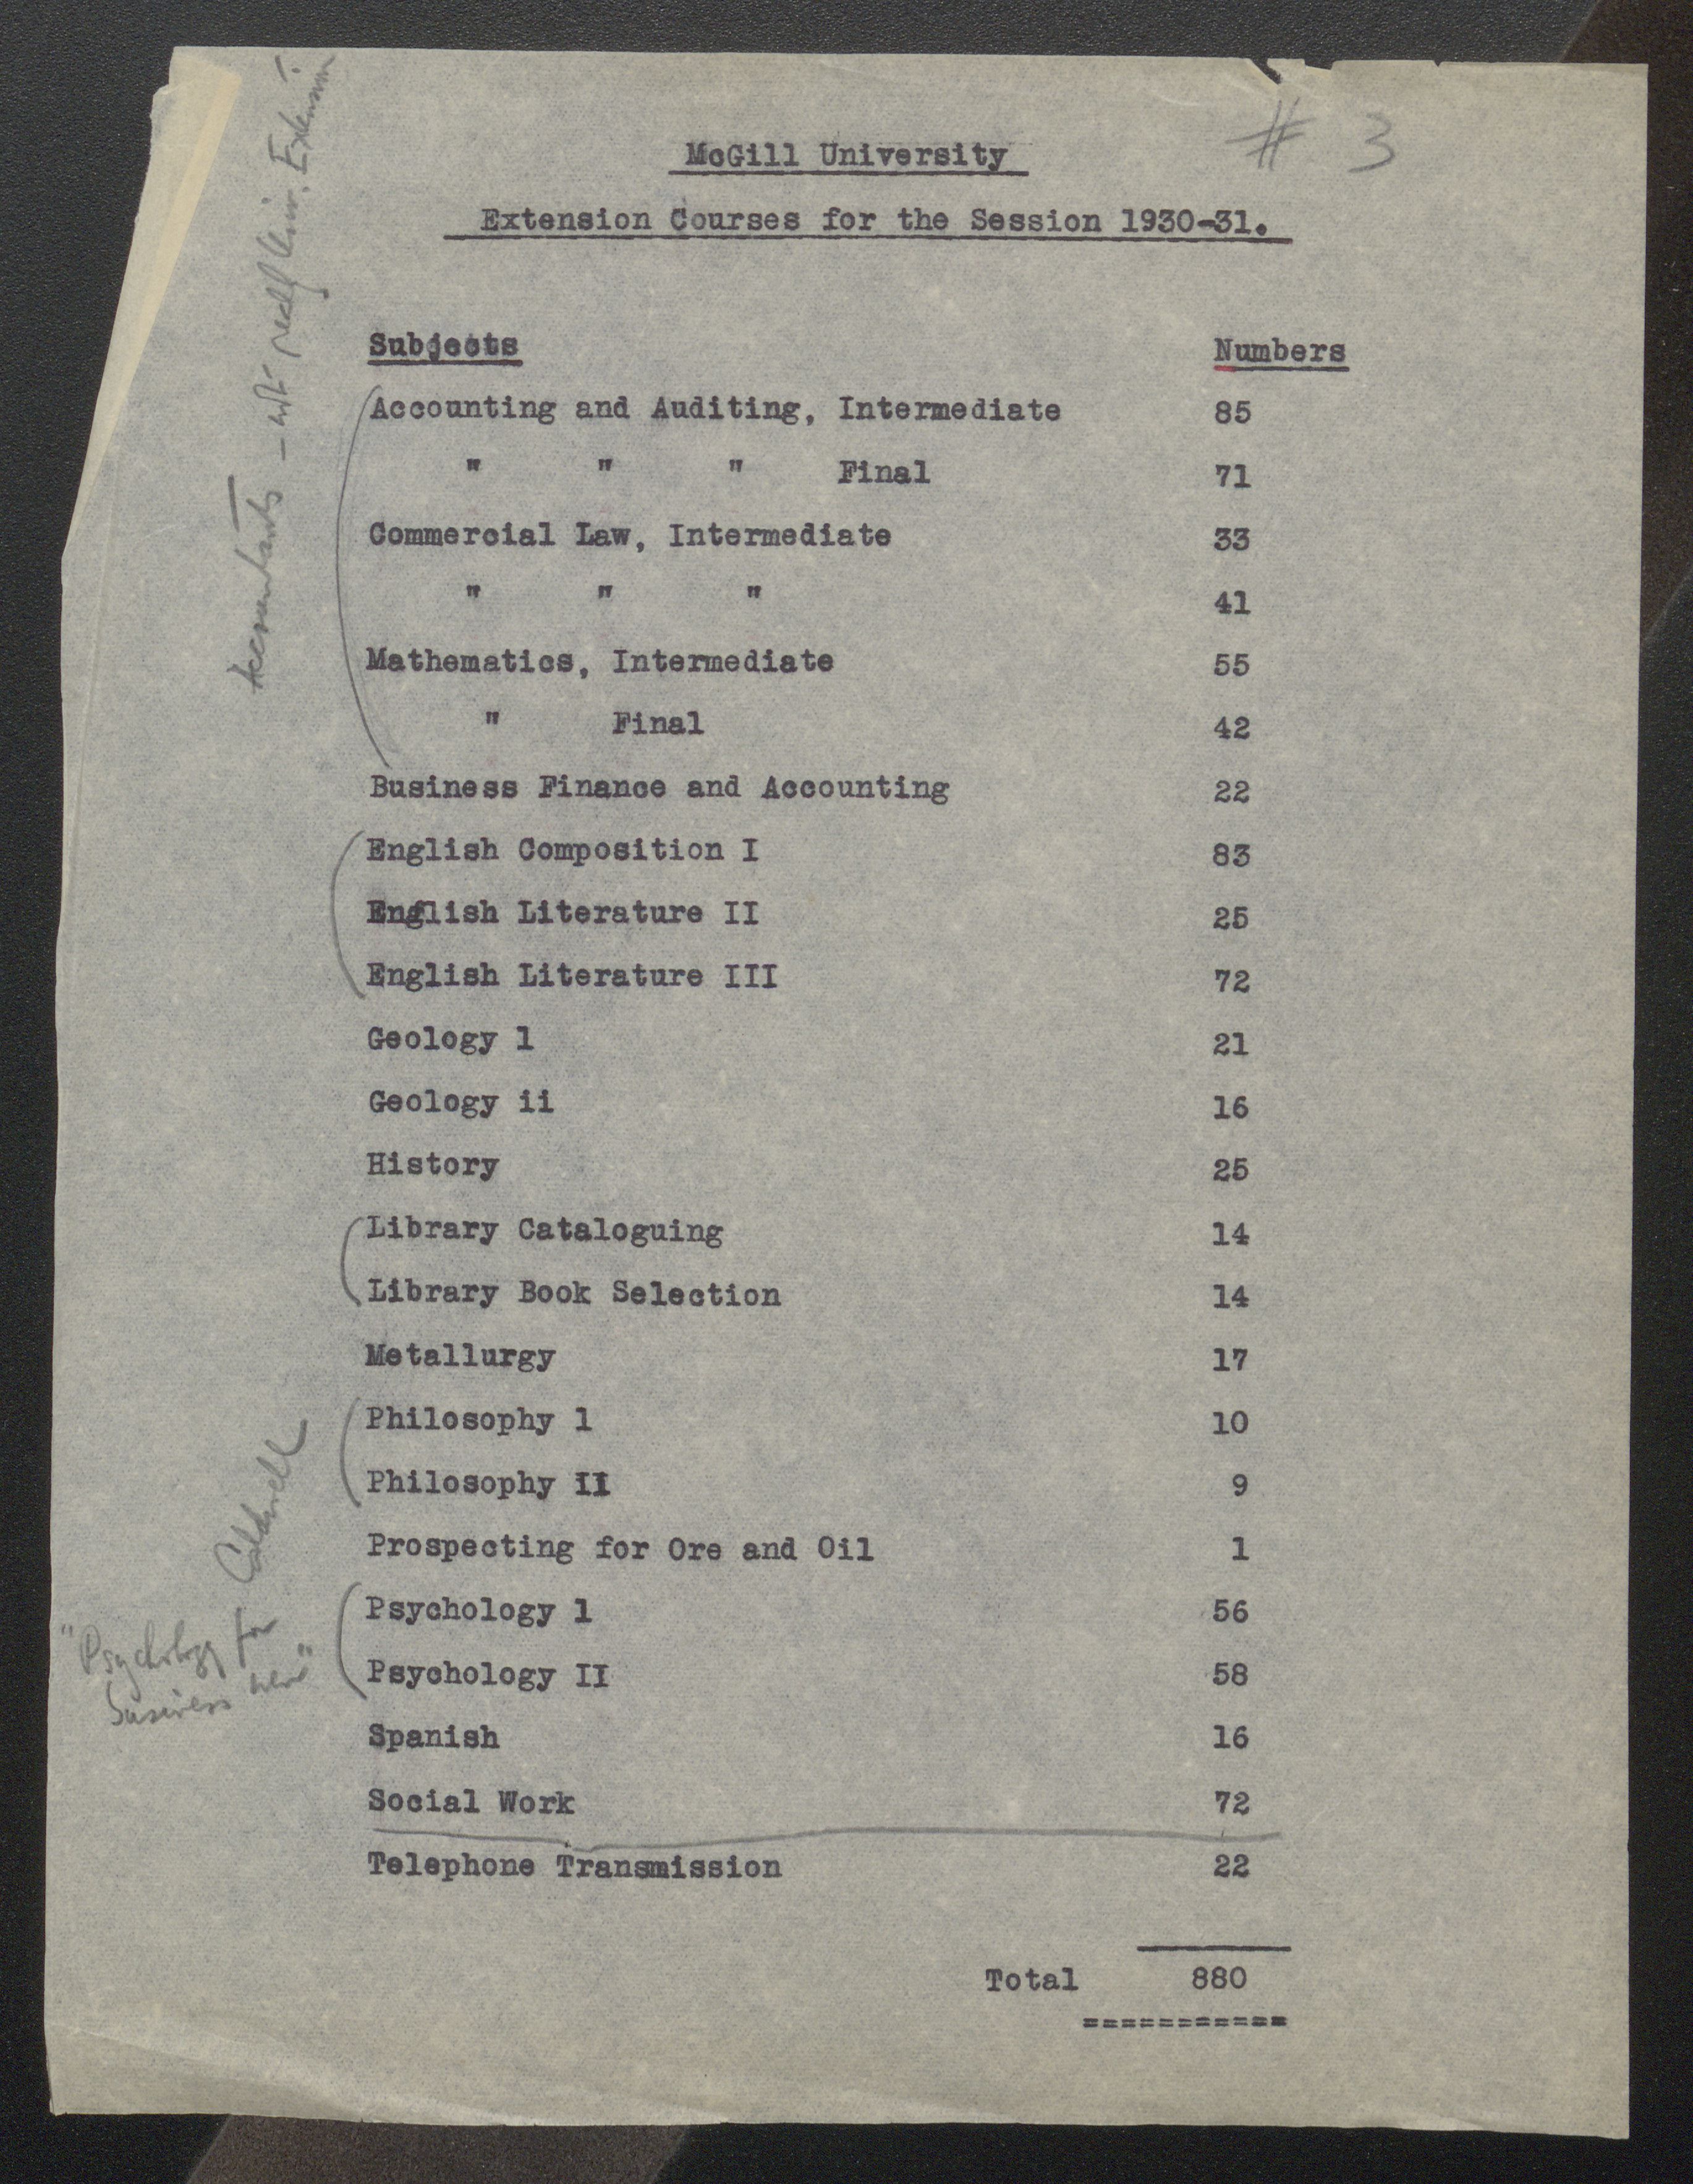 # 3
McGill University
Extension Courses for the Session 1930-31.
Subjects Numbers
Accounting and Auditing, Intermediate 85
" " " Final 71
Commercial Law, Intermediate 33
" " " 41
Mathematics, Intermediate 55
" Final 42
Business Finance and Accounting 22
English Composition I 83
English Literature II 25
English Literature III 72
Geology 1 21
Geology ii 16
History 25
Library Cataloguing 14
Library Book Selection 14
Metallurgy 17
Philosophy 1 10
Philosophy II 9
Prospecting for Ore and Oil 1
Psychology 1 56
Psychology II 58
Spanish 16
Social Work 72
Telephone Transmission 22
Total 880
===========
Accountants – not really Univ. Extension
Caldwell
"Psychology for
business men"